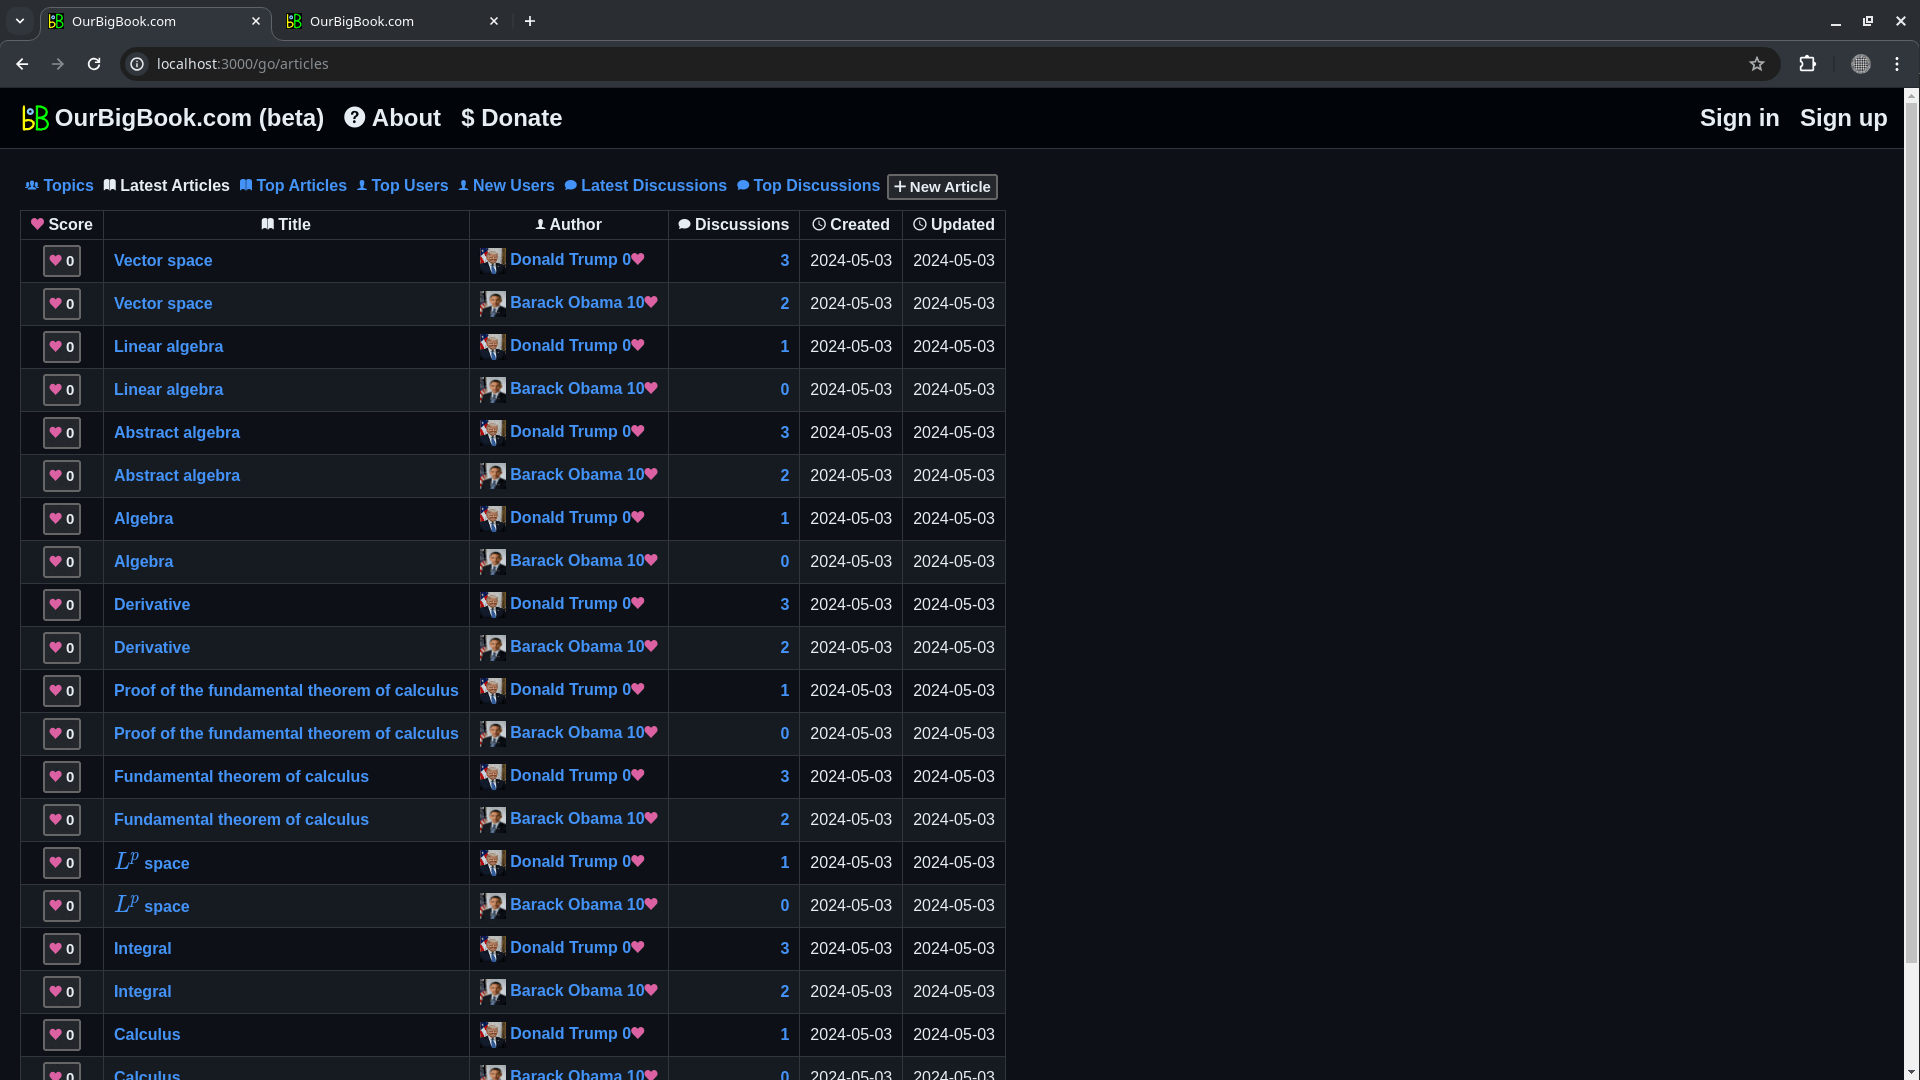 OurBigBook.com
OurBigBook.com
localhost:3000/go/articles
OurBigBook.com (beta) About $ Donate Sign in Sign up
Topics Latest Articles Top Articles Top Users New Users Latest Discussions Top Discussions + New Article
Score Title Author Discussions Created Updated
0 Vector space Donald Trump 0 3 2024-05-03 2024-05-03
0 Vector space Barack Obama 10 2 2024-05-03 2024-05-03
0 Linear algebra Donald Trump 0 1 2024-05-03 2024-05-03
0 Linear algebra Barack Obama 10 0 2024-05-03 2024-05-03
0 Abstract algebra Donald Trump 0 3 2024-05-03 2024-05-03
0 Abstract algebra Barack Obama 10 2 2024-05-03 2024-05-03
0 Algebra Donald Trump 0 1 2024-05-03 2024-05-03
0 Algebra Barack Obama 10 0 2024-05-03 2024-05-03
0 Derivative Donald Trump 0 3 2024-05-03 2024-05-03
0 Derivative Barack Obama 10 2 2024-05-03 2024-05-03
0 Proof of the fundamental theorem of calculus Donald Trump 0 1 2024-05-03 2024-05-03
0 Proof of the fundamental theorem of calculus Barack Obama 10 0 2024-05-03 2024-05-03
0 Fundamental theorem of calculus Donald Trump 0 3 2024-05-03 2024-05-03
0 Fundamental theorem of calculus Barack Obama 10 2 2024-05-03 2024-05-03
0 L^p space Donald Trump 0 1 2024-05-03 2024-05-03
0 L^p space Barack Obama 10 0 2024-05-03 2024-05-03
0 Integral Donald Trump 0 3 2024-05-03 2024-05-03
0 Integral Barack Obama 10 2 2024-05-03 2024-05-03
0 Calculus Donald Trump 0 1 2024-05-03 2024-05-03
0 Calculus Barack Obama 10 0 2024-05-03 2024-05-03